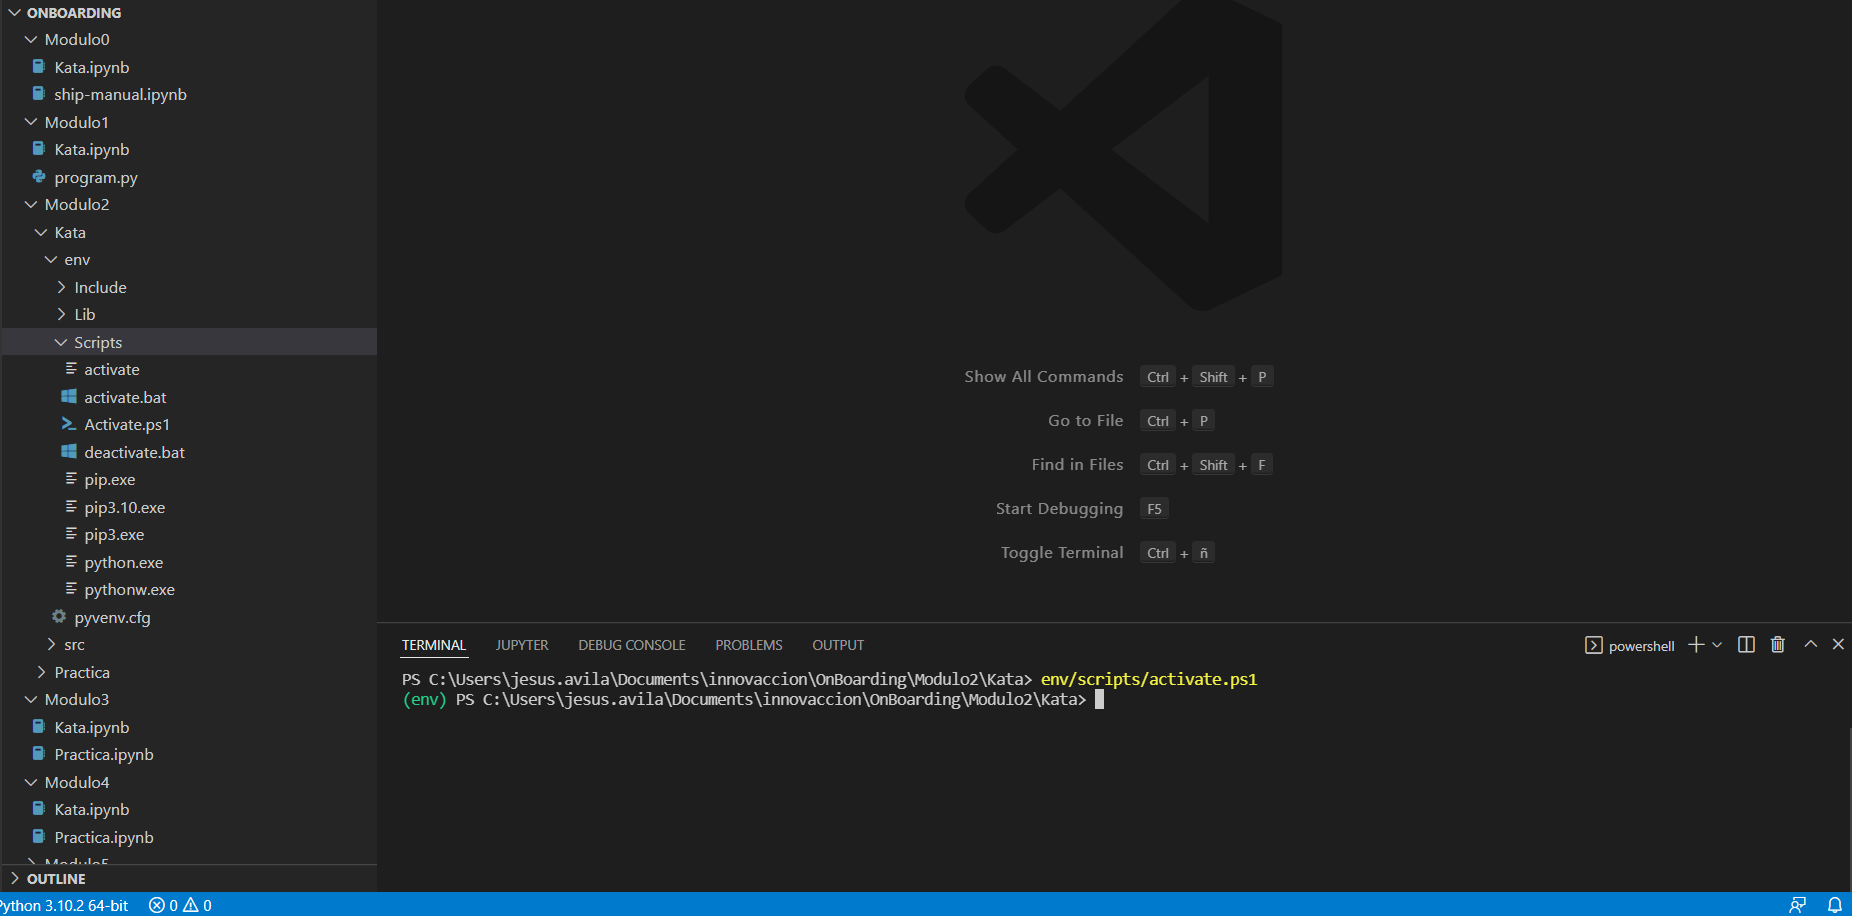 ONBOARDING
Modulo0
Kata.ipynb
ship-manual.ipynb
Modulo1
Kata.ipynb
program.py
Modulo2
Kata
env
Include
Lib
Scripts
activate
activate.bat
Activate.ps1
deactivate.bat
pip.exe
pip3.10.exe
pip3.exe
python.exe
pythonw.exe
pyvenv.cfg
src
Practica
Modulo3
Kata.ipynb
Practica.ipynb
Modulo4
Kata.ipynb
Practica.ipynb
Modulo5
OUTLINE
Show All Commands Ctrl + Shift + P
Go to File Ctrl + P
Find in Files Ctrl + Shift + F
Start Debugging F5
Toggle Terminal Ctrl + ñ
TERMINAL JUPYTER DEBUG CONSOLE PROBLEMS OUTPUT powershell
PS C:\Users\jesus.avila\Documents\innovaccion\OnBoarding\Modulo2\Kata> env/scripts/activate.ps1
(env) PS C:\Users\jesus.avila\Documents\innovaccion\OnBoarding\Modulo2\Kata>
Python 3.10.2 64-bit 0 0